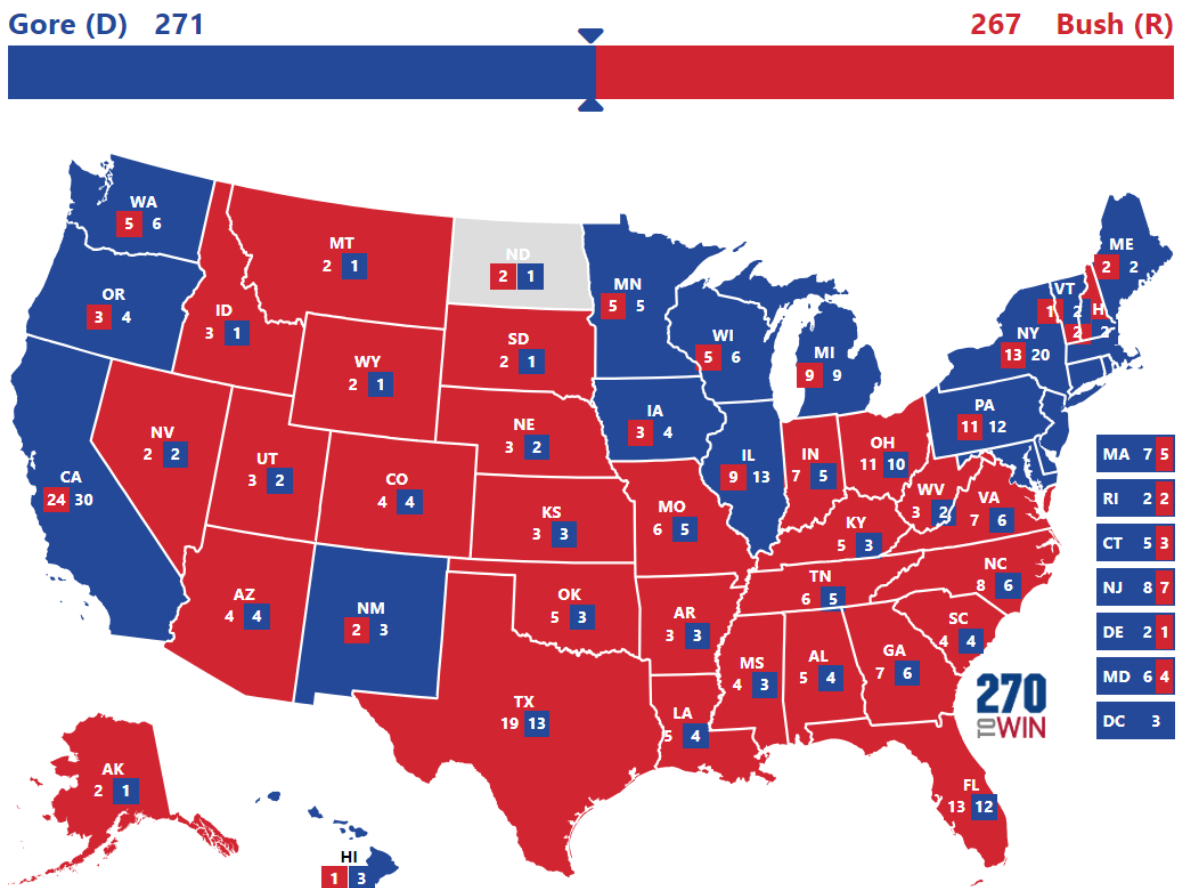 Gore (D) 271
267 Bush (R)
WA
5 6
OR
3 4
CA
24 30
NV
2 2
ID
3 1
MT
2 1
WY
2 1
UT
3 2
CO
4 4
AZ
4 4
NM
2 3
ND
2 1
SD
2 1
NE
3 2
KS
3 3
OK
5 3
TX
19 13
MN
5 5
IA
3 4
MO
6 5
AR
3 3
LA
5 4
WI
5 6
IL
9 13
MI
9 9
IN
7 5
OH
11 10
KY
5 3
TN
6 5
MS
4 3
AL
5 4
GA
7 6
FL
13 12
SC
4 4
NC
8 6
VA
7 6
WV
3 2
PA
11 12
NY
13 20
VT
1 2
H
2 2
ME
2 2
MA 7 5
RI 2 2
CT 5 3
NJ 8 7
DE 2 1
MD 6 4
DC 3
270
TO WIN
AK
2 1
HI
1 3